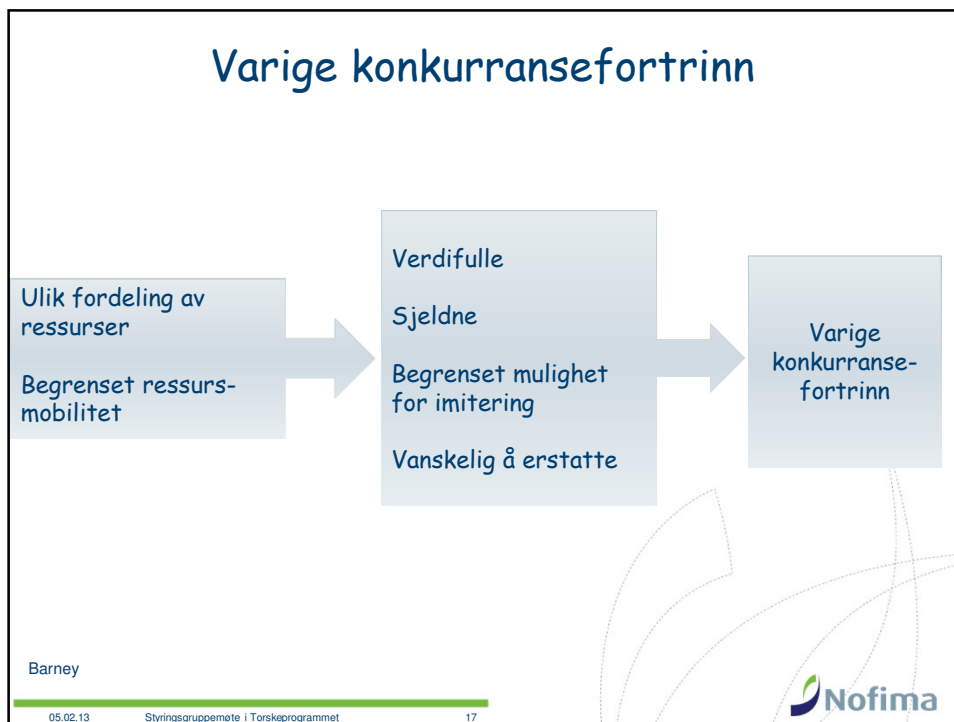 Varige konkurransefortrinn
Ulik fordeling av
ressurser
Begrenset ressurs-
mobilitet
Verdifulle
Sjeldne
Begrenset mulighet
for imitering
Vanskelig å erstatte
Varige
konkurranse-
fortrinn
Barney
05.02.13 Styringsgruppemøte i Torskeprogrammet 17
Nofima